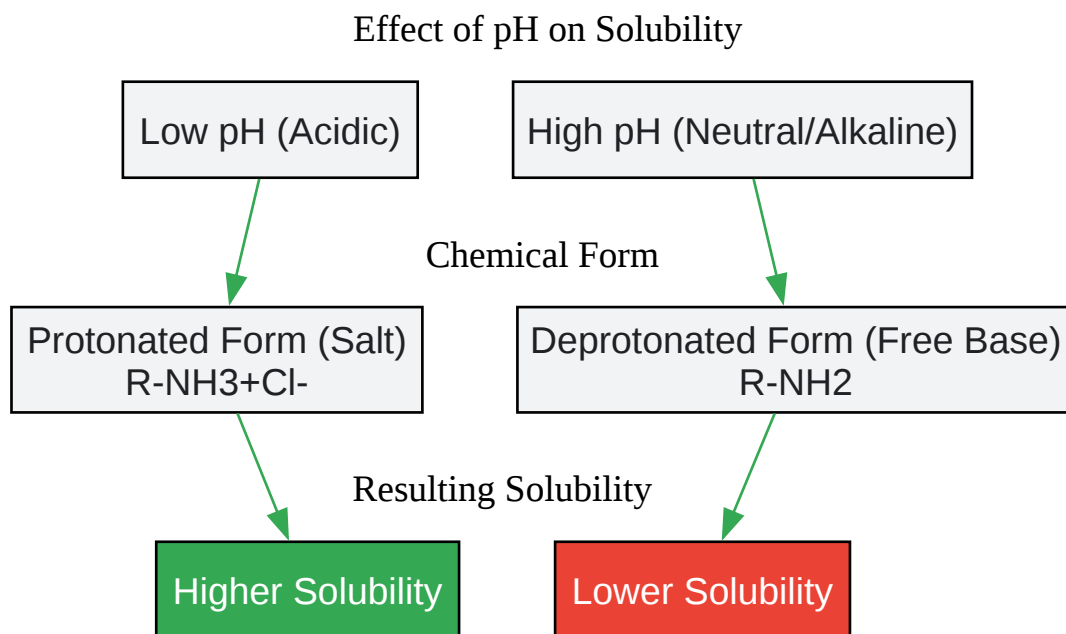 Effect of pH on Solubility
Low pH (Acidic)
High pH (Neutral/Alkaline)
Chemical Form
Protonated Form (Salt)
R-NH3+Cl-
Deprotonated Form (Free Base)
R-NH2
Resulting Solubility
Higher Solubility
Lower Solubility